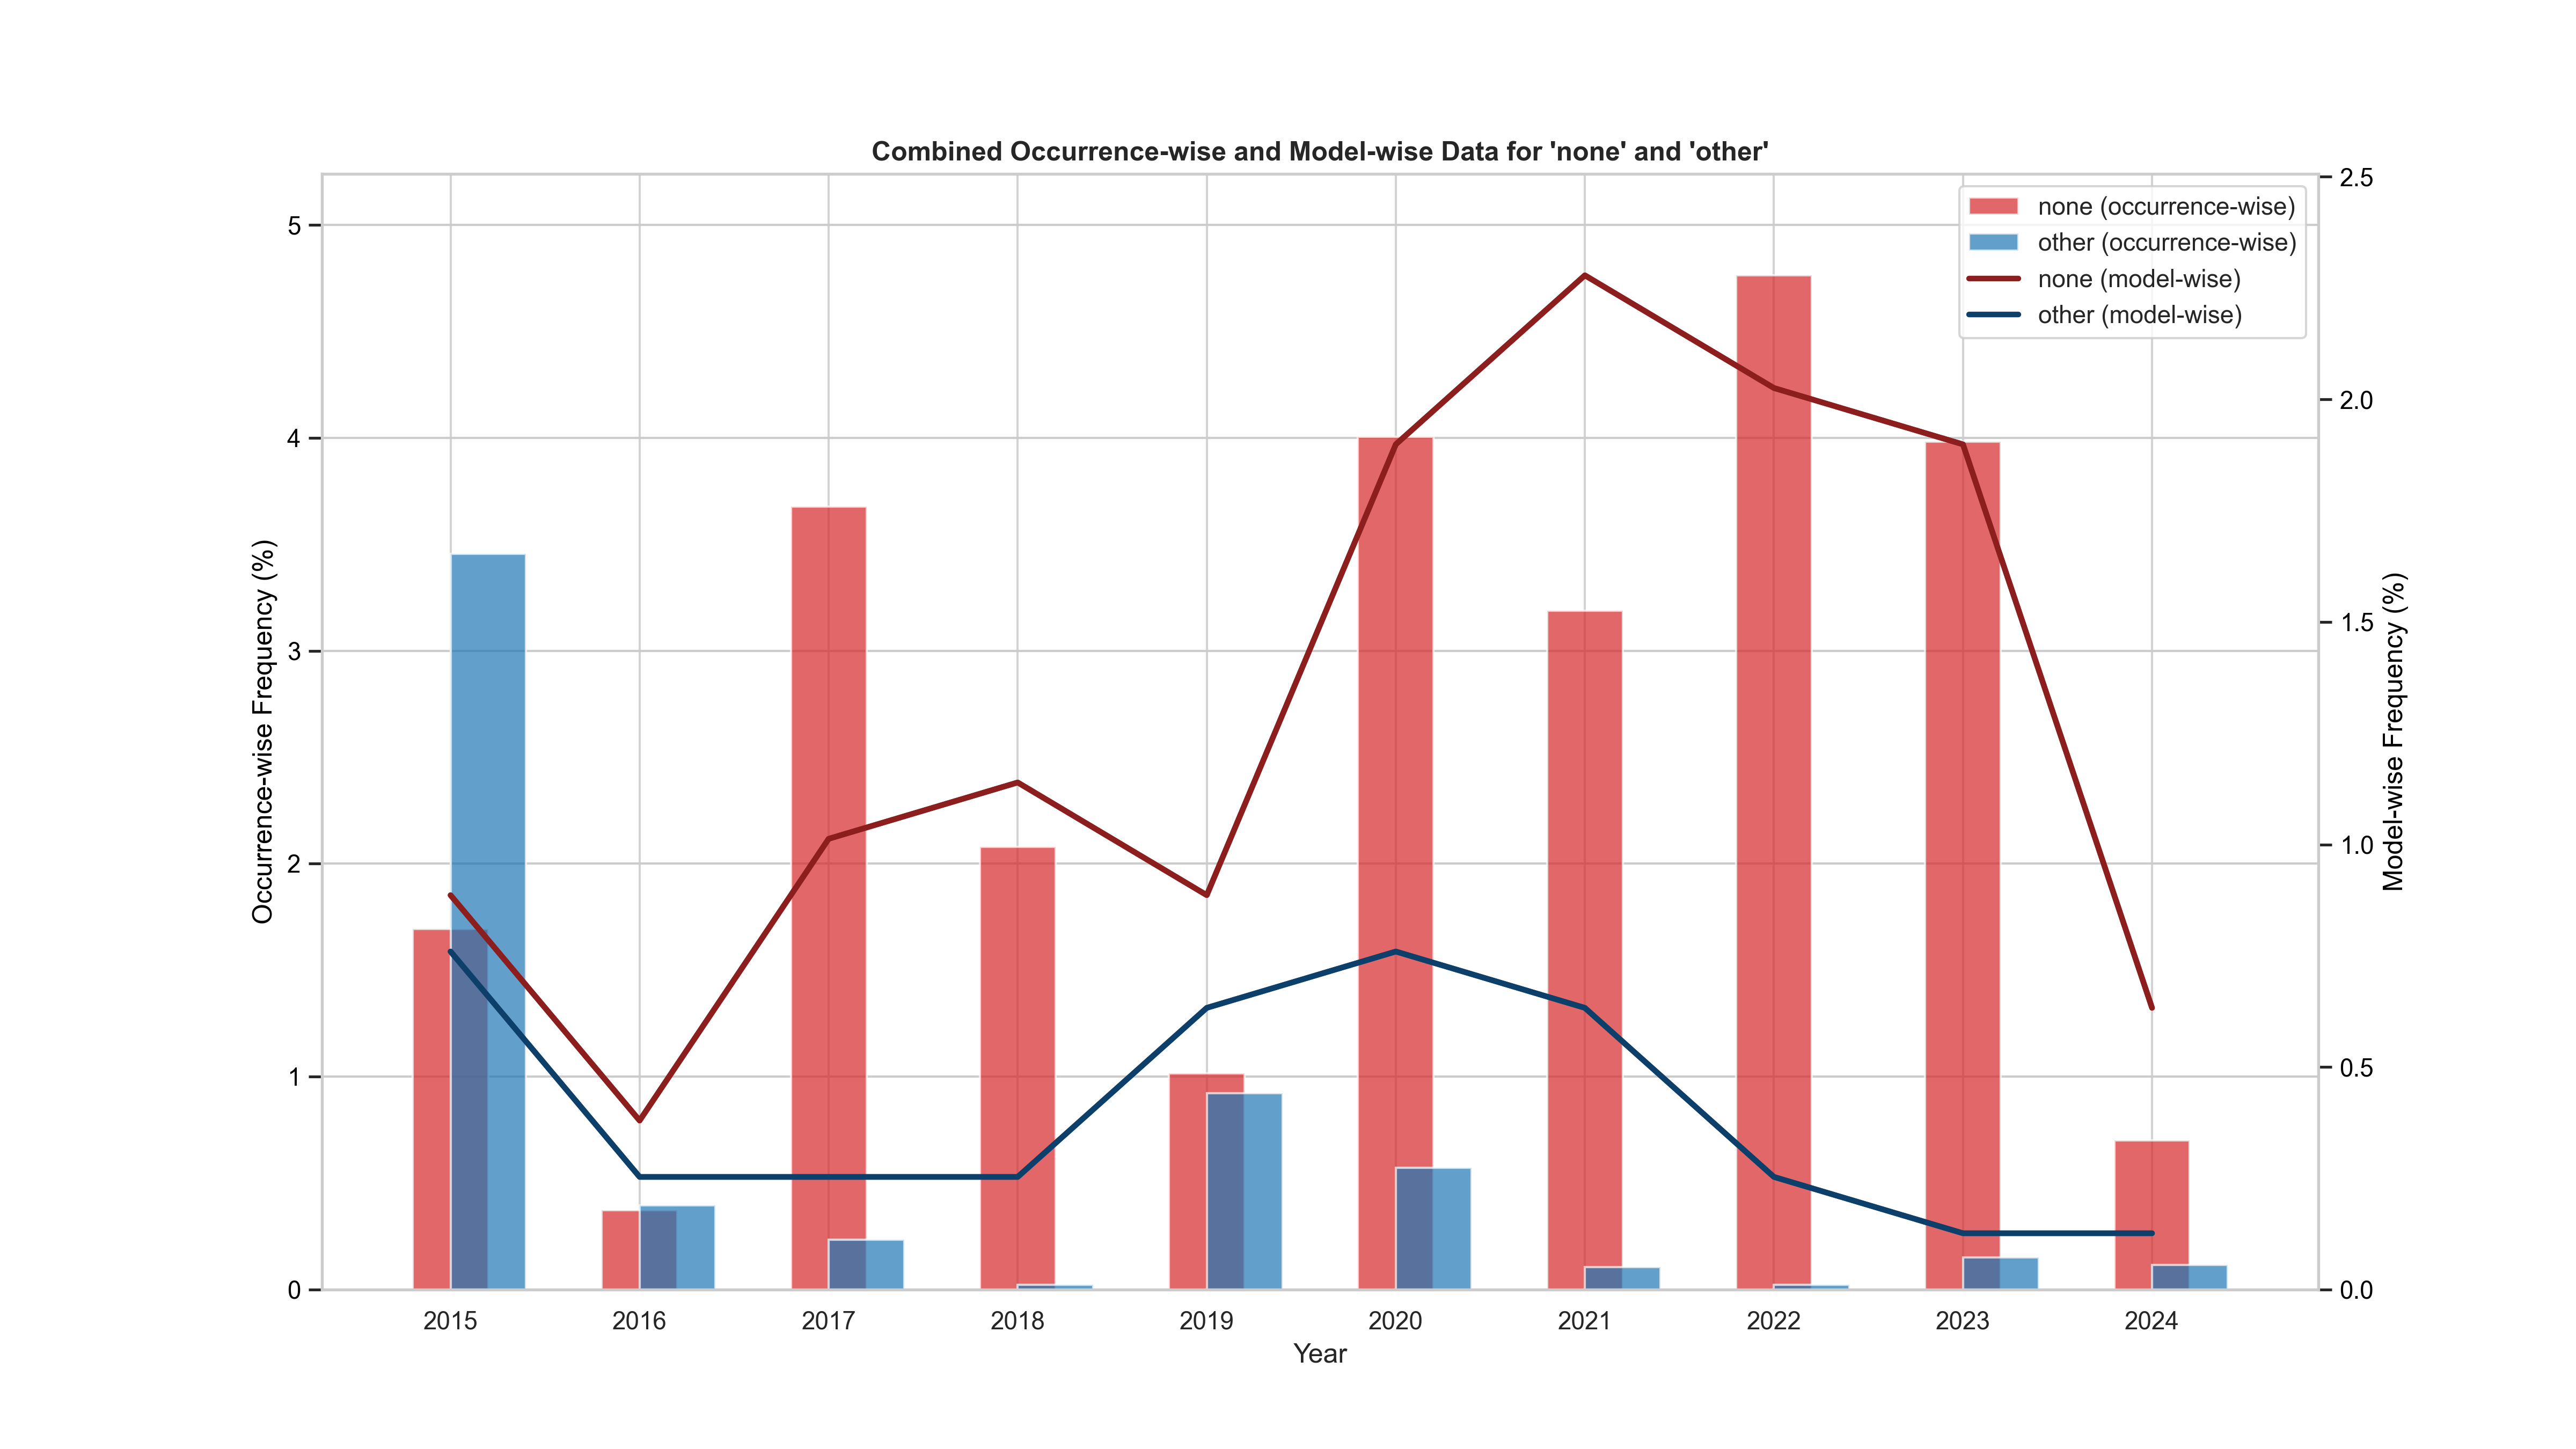 Combined Occurrence-wise and Model-wise Data for 'none' and 'other'
none (occurrence-wise)
other (occurrence-wise)
none (model-wise)
other (model-wise)
Occurrence-wise Frequency (%)
5
4
3
2
1
0
2.5
2.0
1.5
1.0
0.5
0.0
Model-wise Frequency (%)
2015 2016 2017 2018 2019 2020 2021 2022 2023 2024
Year